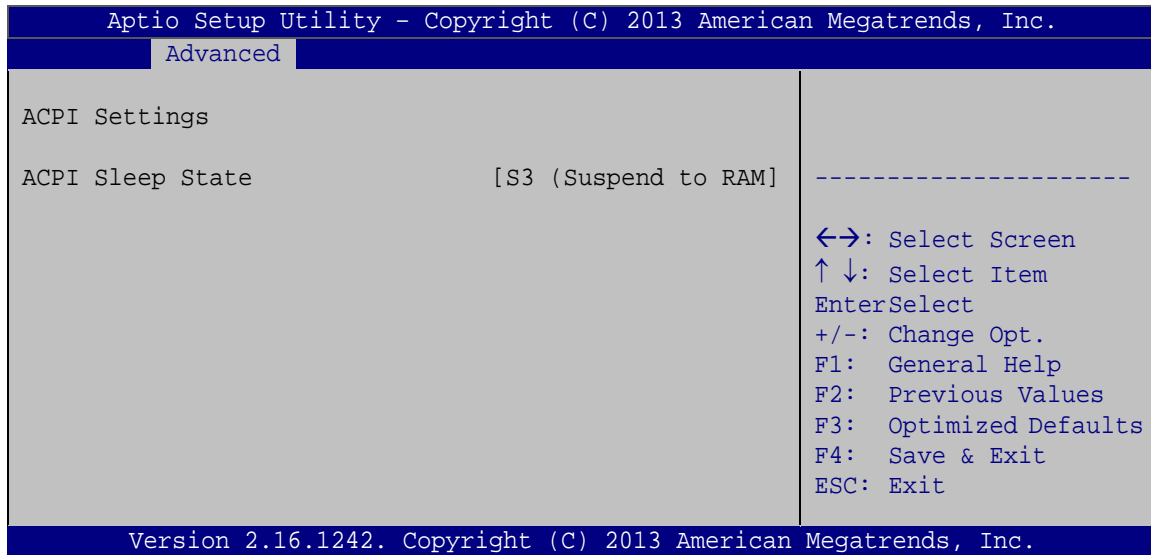 Aptio Setup Utility – Copyright (C) 2013 American Megatrends, Inc.
Advanced
ACPI Settings
ACPI Sleep State [S3 (Suspend to RAM]
----------------------
←→: Select Screen
↑ ↓: Select Item
EnterSelect
+/-: Change Opt.
F1: General Help
F2: Previous Values
F3: Optimized Defaults
F4: Save & Exit
ESC: Exit
Version 2.16.1242. Copyright (C) 2013 American Megatrends, Inc.